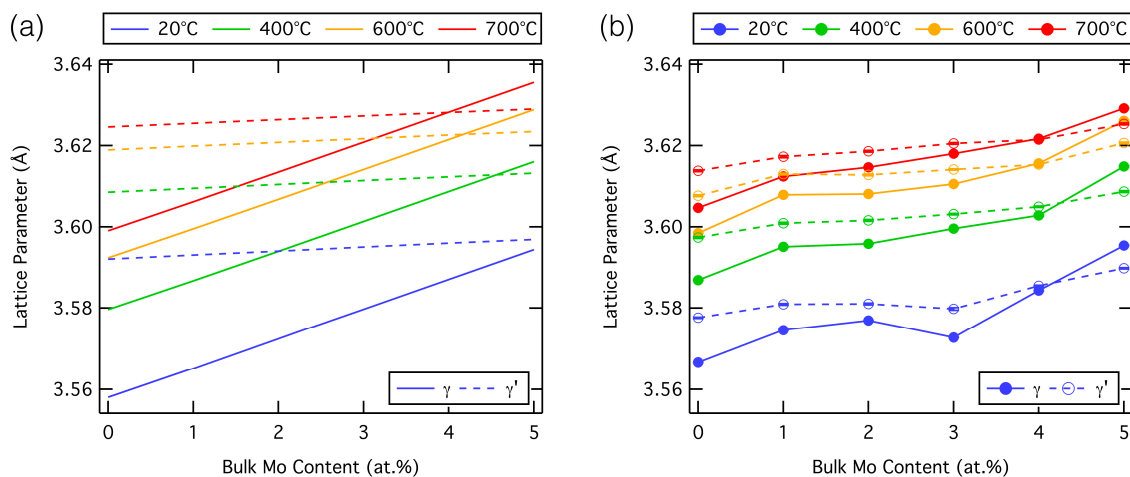 (a)
20°C 400°C 600°C 700°C
3.64
3.62
3.60
3.58
3.56
Lattice Parameter (Å)
γ γ'
0 1 2 3 4 5
Bulk Mo Content (at.%)
(b)
20°C 400°C 600°C 700°C
3.64
3.62
3.60
3.58
3.56
Lattice Parameter (Å)
γ γ'
0 1 2 3 4 5
Bulk Mo Content (at.%)